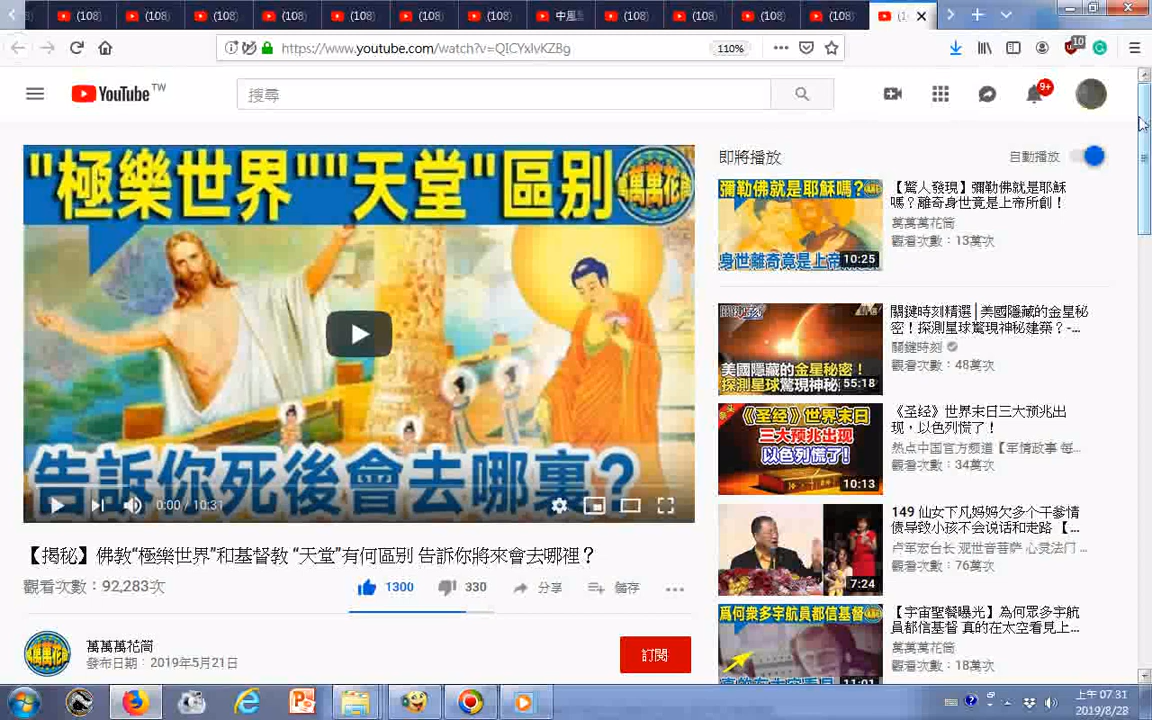 (108)
(108)
(108)
(108)
(108)
(108)
(108)
中風
(108)
(108)
(108)
(108)
https://www.youtube.com/watch?v=QICYxlvKZBg
110%
10
YouTube TW
搜尋
9+
"極樂世界""天堂"區别
告訴你死後會去哪裏?
0:00 / 10:31
【揭秘】佛教“極樂世界”和基督教 “天堂”有何區別 告訴你將來會去哪裡？
觀看次數：92,283次
1300
330
分享
儲存
萬萬萬花筒
發布日期：2019年5月21日
訂閱
即將播放
自動播放
彌勒佛就是耶穌嗎?
10:25
【驚人發現】彌勒佛就是耶穌
嗎？離奇身世竟是上帝所創！
萬萬萬花筒
觀看次數：13萬次
美國隱藏的金星秘密！
探測星球驚現神秘
55:18
關鍵時刻精選│美國隱藏的金星秘
密！探測星球驚現神秘建築？-...
關鍵時刻
觀看次數：48萬次
《圣经》世界末日
三大预兆出现
以色列慌了!
10:13
《圣经》世界末日三大预兆出
现，以色列慌了！
热点中国官方频道【军情政事 每...
觀看次數：34萬次
7:24
149 仙女下凡妈妈欠多个干爹情
债导致小孩不会说话和走路 【...
卢军宏台长 观世音菩萨 心灵法门 ...
觀看次數：76萬次
爲何衆多宇航員都信基督
11:01
【宇宙聖餐曝光】為何眾多宇航
員都信基督 真的在太空看見上...
萬萬萬花筒
觀看次數：18萬次
上午 07:31
2019/8/28